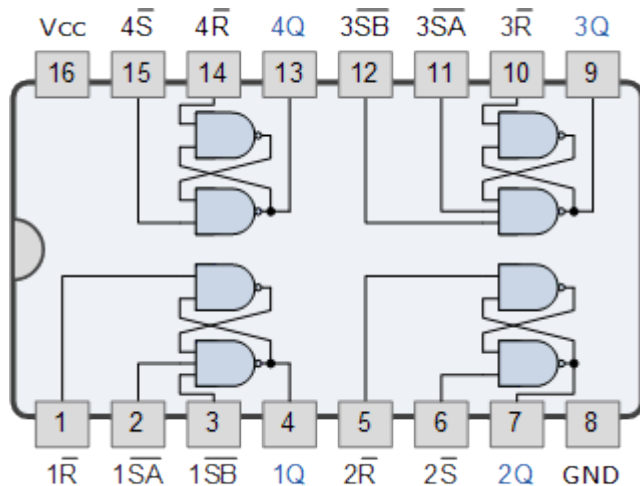 Vcc 4S̅ 4R̅ 4Q 3S̅B̅ 3S̅A̅ 3R̅ 3Q
16 15 14 13 12 11 10 9
1 2 3 4 5 6 7 8
1R̅ 1S̅A̅ 1S̅B̅ 1Q 2R̅ 2S̅ 2Q GND